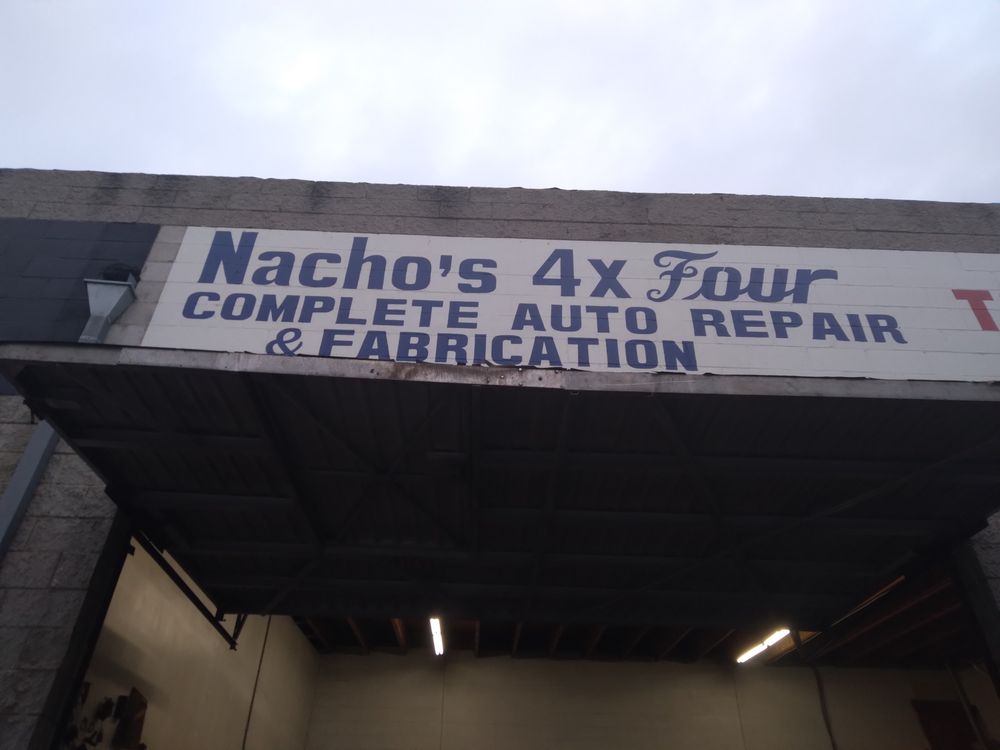 Nacho's 4x Four
COMPLETE AUTO REPAIR
& FABRICATION
T